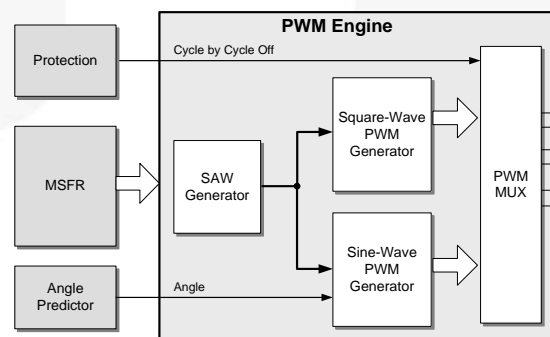 PWM Engine
Protection
Cycle by Cycle Off
Square-Wave
PWM
Generator
MSFR
SAW
Generator
PWM
MUX
Sine-Wave
PWM
Generator
Angle
Predictor
Angle